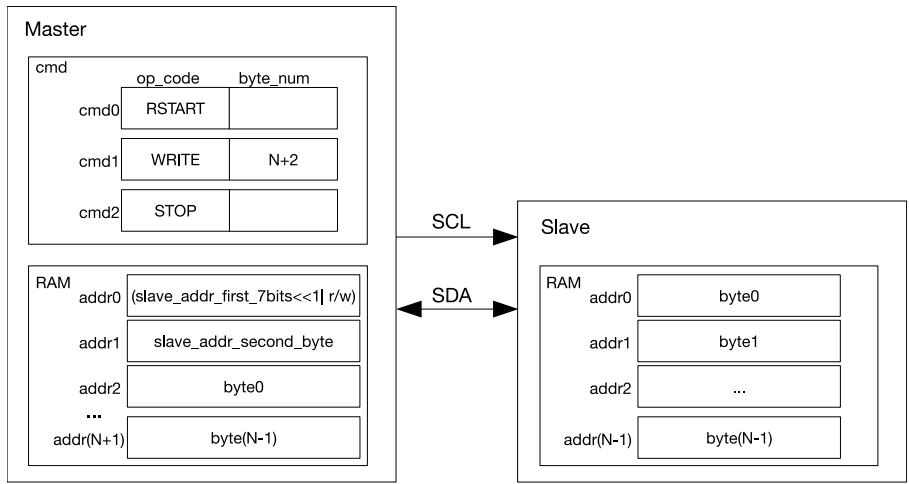 Master
cmd
op_code byte_num
cmd0 RSTART
cmd1 WRITE N+2
cmd2 STOP
RAM
addr0 (slave_addr_first_7bits<<1| r/w)
addr1 slave_addr_second_byte
addr2 byte0
...
addr(N+1) byte(N-1)
SCL
SDA
Slave
RAM
addr0 byte0
addr1 byte1
addr2 ...
addr(N-1) byte(N-1)